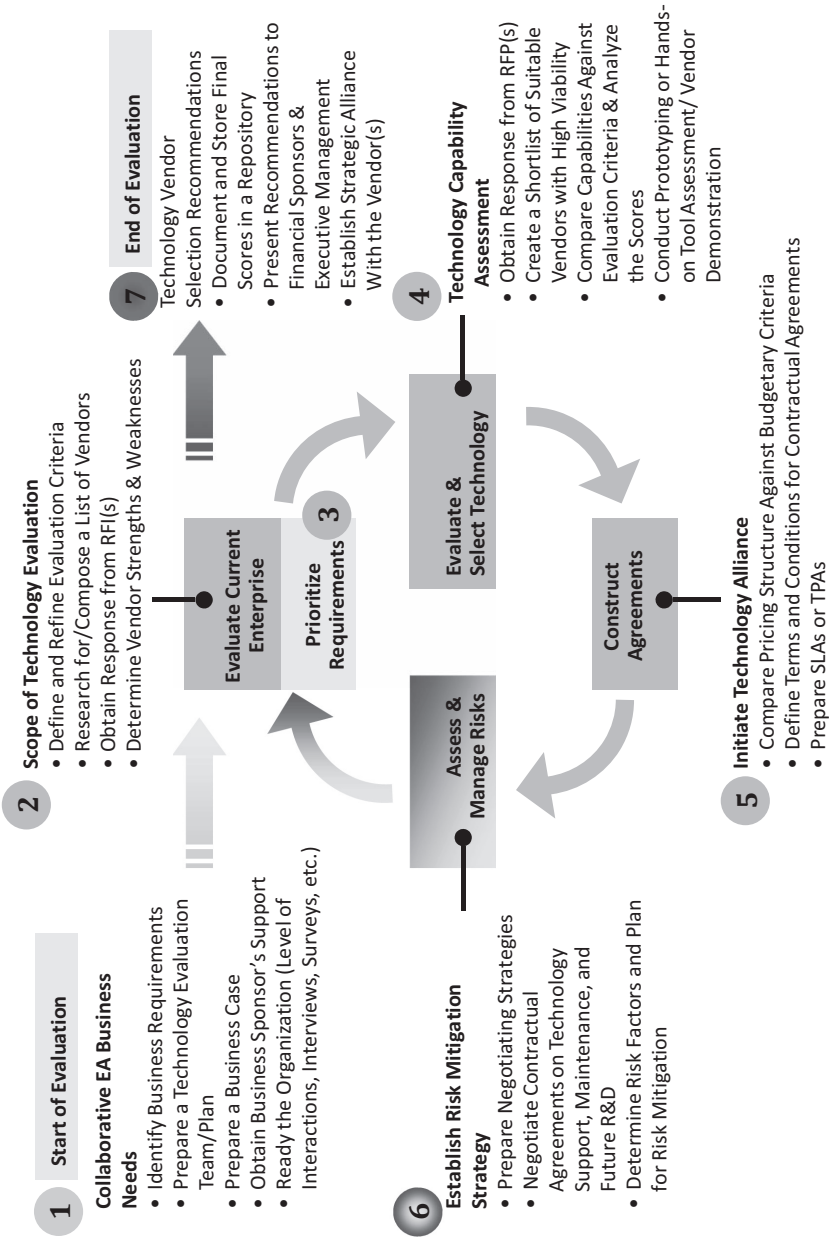 1
Start of Evaluation
Collaborative EA Business
Needs
• Identify Business Requirements
• Prepare a Technology Evaluation
Team/Plan
• Prepare a Business Case
• Obtain Business Sponsor's Support
• Ready the Organization (Level of
Interactions, Interviews, Surveys, etc.)
2
Scope of Technology Evaluation
• Define and Refine Evaluation Criteria
• Research for/Compose a List of Vendors
• Obtain Response from RFI(s)
• Determine Vendor Strengths & Weaknesses
Evaluate Current
Enterprise
Prioritize
Requirements
3
7
End of Evaluation
Technology Vendor
Selection Recommendations
• Document and Store Final
Scores in a Repository
• Present Recommendations to
Financial Sponsors &
Executive Management
• Establish Strategic Alliance
With the Vendor(s)
6
Establish Risk Mitigation
Strategy
• Prepare Negotiating Strategies
• Negotiate Contractual
Agreements on Technology
Support, Maintenance, and
Future R&D
• Determine Risk Factors and Plan
for Risk Mitigation
Assess &
Manage Risks
Evaluate &
Select Technology
4
Technology Capability
Assessment
• Obtain Response from RFP(s)
• Create a Shortlist of Suitable
Vendors with High Viability
• Compare Capabilities Against
Evaluation Criteria & Analyze
the Scores
• Conduct Prototyping or Hands-
on Tool Assessment/ Vendor
Demonstration
Construct
Agreements
5
Initiate Technology Alliance
• Compare Pricing Structure Against Budgetary Criteria
• Define Terms and Conditions for Contractual Agreements
• Prepare SLAs or TPAs